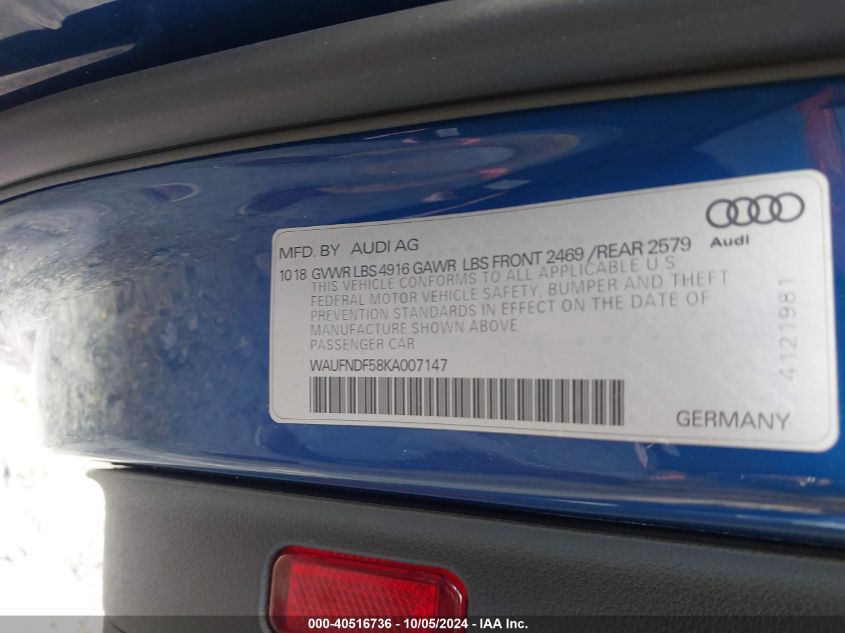 MFD. BY AUDI AG
Audi
10 18 GVWR LBS 4916 GAWR LBS FRONT 2469 /REAR 2579
THIS VEHICLE CONFORMS TO ALL APPLICABLE U S
FEDERAL MOTOR VEHICLE SAFETY, BUMPER AND THEFT
PREVENTION STANDARDS IN EFFECT ON THE DATE OF
MANUFACTURE SHOWN ABOVE
PASSENGER CAR
WAUFNDF58KA007147
4121981
GERMANY
000-40516736 - 10/05/2024 - IAA Inc.